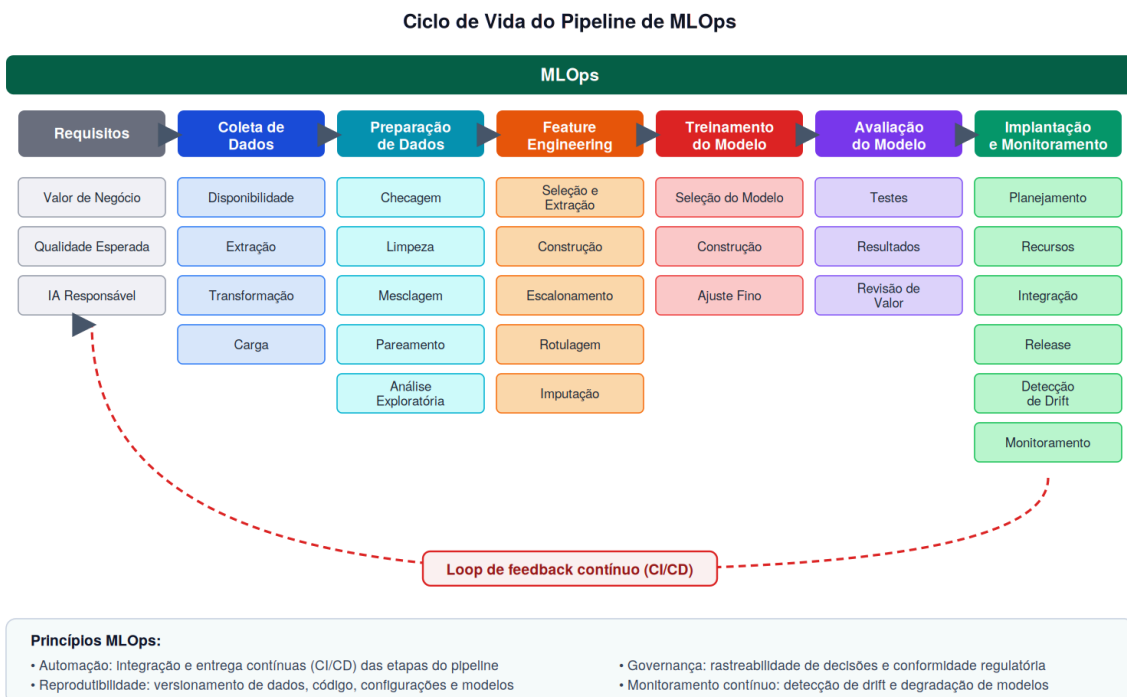 Ciclo de Vida do Pipeline de MLOps
MLOps
Requisitos
Coleta de
Dados
Preparação
de Dados
Feature
Engineering
Treinamento
do Modelo
Avaliação
do Modelo
Implantação
e Monitoramento
Valor de Negócio
Qualidade Esperada
IA Responsável
Disponibilidade
Extração
Transformação
Carga
Checagem
Limpeza
Mesclagem
Pareamento
Análise
Exploratória
Seleção e
Extração
Construção
Escalonamento
Rotulagem
Imputação
Seleção do Modelo
Construção
Ajuste Fino
Testes
Resultados
Revisão de
Valor
Planejamento
Recursos
Integração
Release
Detecção
de Drift
Monitoramento
Loop de feedback contínuo (CI/CD)
Princípios MLOps:
• Automação: integração e entrega contínuas (CI/CD) das etapas do pipeline
• Reprodutibilidade: versionamento de dados, código, configurações e modelos
• Governança: rastreabilidade de decisões e conformidade regulatória
• Monitoramento contínuo: detecção de drift e degradação de modelos